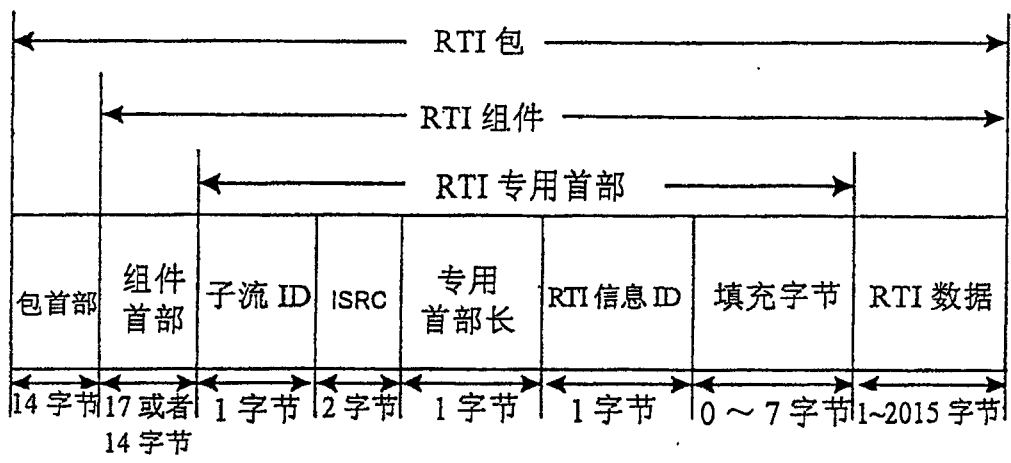 RTI 包
RTI 组件
RTI 专用首部
包首部
组件
首部
子流 ID
ISRC
专用
首部长
RTI 信息 ID
填充字节
RTI 数据
14 字节
17 或者
14 字节
1 字节
2 字节
1 字节
1 字节
0 ～ 7 字节
1~2015 字节